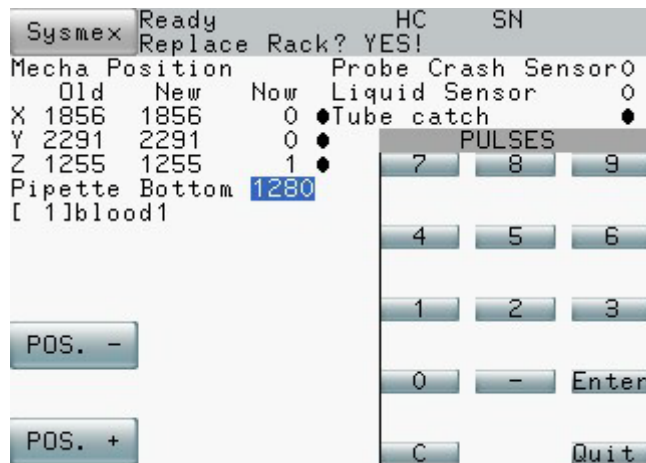 Sysmex
Ready HC SN
Replace Rack? YES!
Mecha Position Probe Crash Sensor○
Old New Now Liquid Sensor ○
X 1856 1856 0 ●Tube catch ●
Y 2291 2291 0 ● PULSES
Z 1255 1255 1 ● 7 8 9
Pipette Bottom 1280
[ 1]blood1
4 5 6
1 2 3
POS. -
0 - Enter
POS. +
C Quit